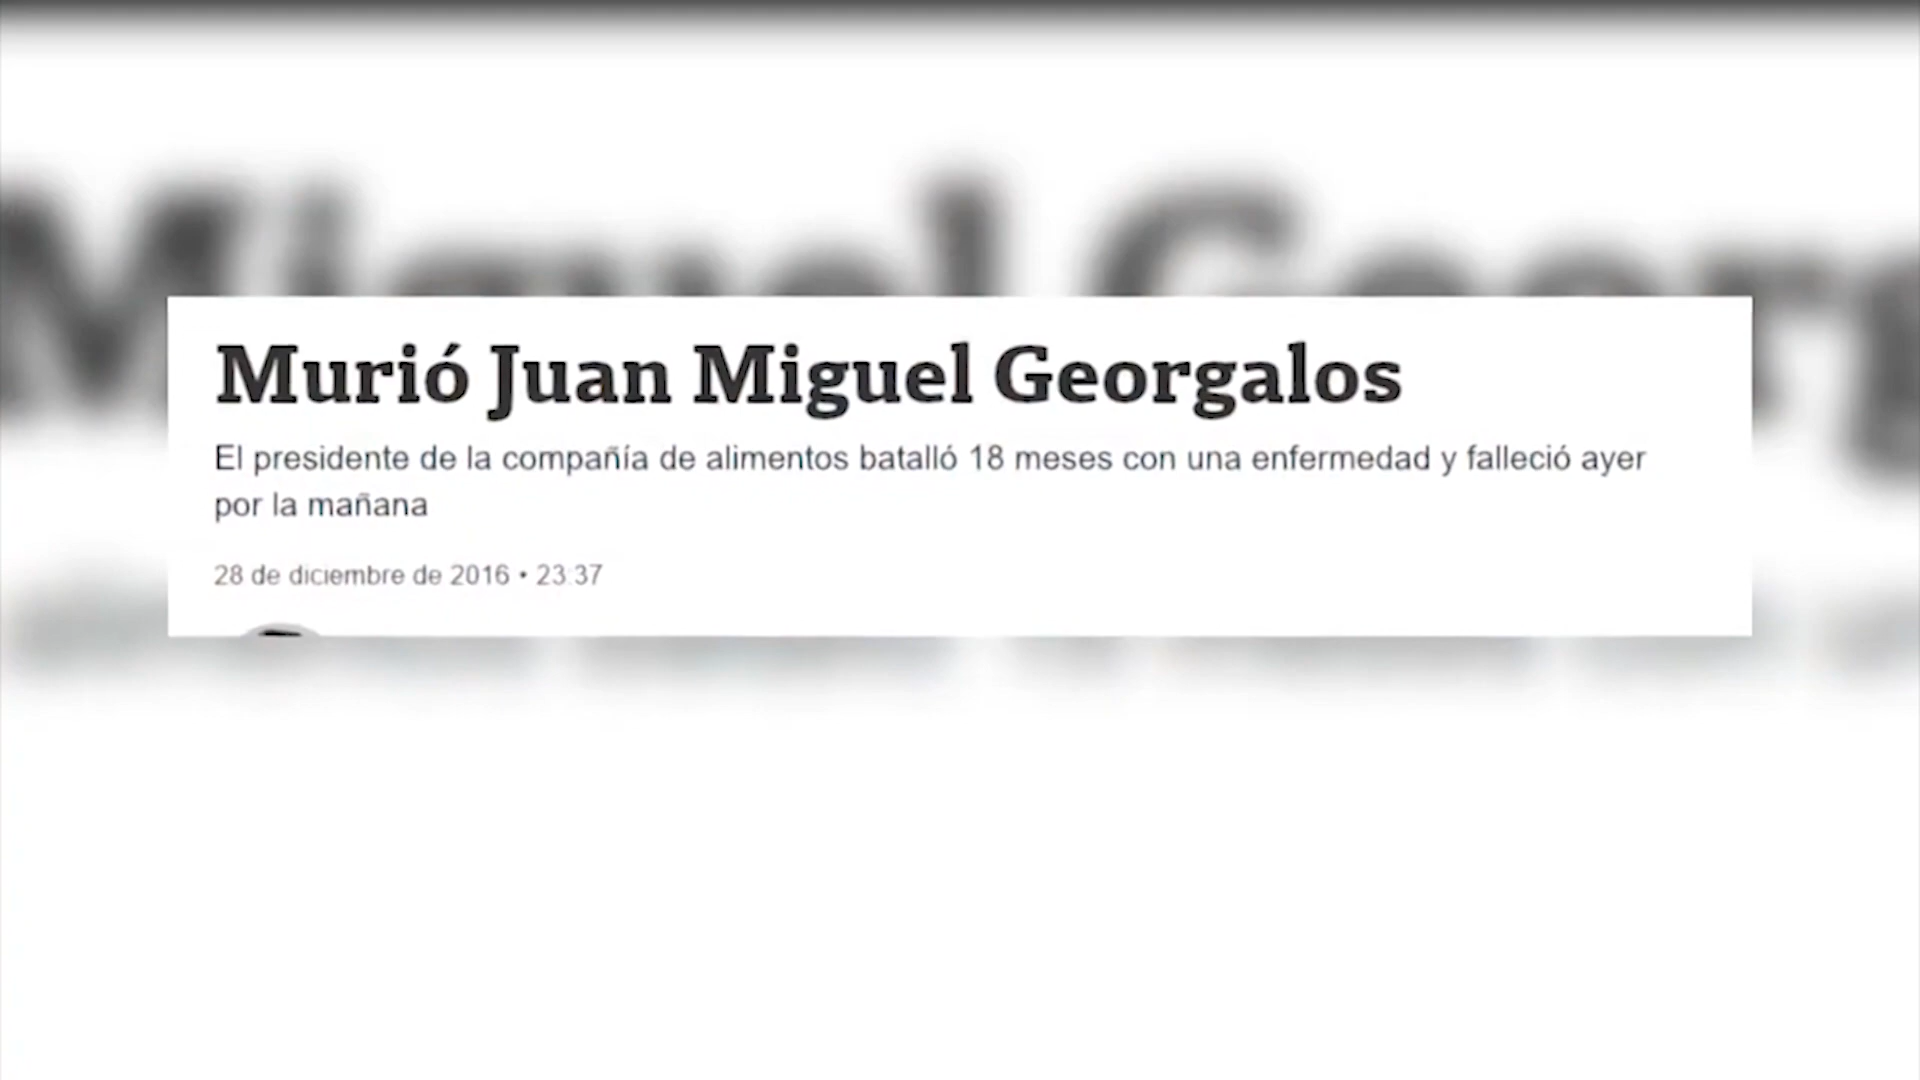 Murió Juan Miguel Georgalos
El presidente de la compañía de alimentos batalló 18 meses con una enfermedad y falleció ayer
por la mañana
28 de diciembre de 2016 • 23:37